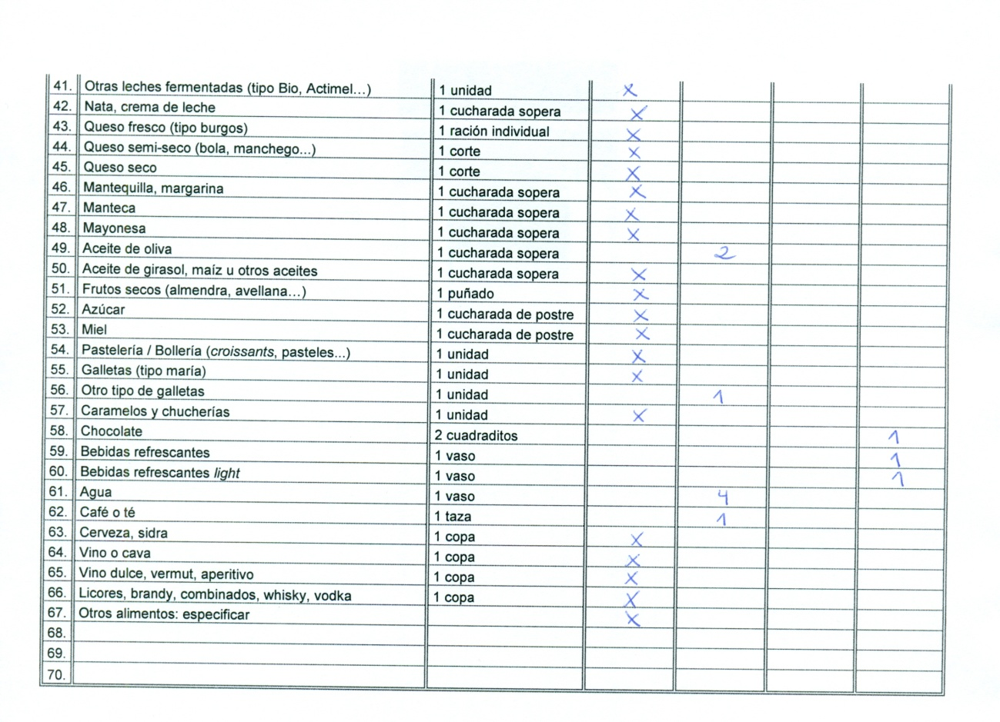 41. Otras leches fermentadas (tipo Bio, Actimel...) 1 unidad X
42. Nata, crema de leche 1 cucharada sopera X
43. Queso fresco (tipo burgos) 1 ración individual X
44. Queso semi-seco (bola, manchego...) 1 corte X
45. Queso seco 1 corte X
46. Mantequilla, margarina 1 cucharada sopera X
47. Manteca 1 cucharada sopera X
48. Mayonesa 1 cucharada sopera X
49. Aceite de oliva 1 cucharada sopera 2
50. Aceite de girasol, maíz u otros aceites 1 cucharada sopera X
51. Frutos secos (almendra, avellana...) 1 puñado X
52. Azúcar 1 cucharada de postre X
53. Miel 1 cucharada de postre X
54. Pastelería / Bollería (croissants, pasteles...) 1 unidad X
55. Galletas (tipo maría) 1 unidad X
56. Otro tipo de galletas 1 unidad 1
57. Caramelos y chucherías 1 unidad X
58. Chocolate 2 cuadraditos 1
59. Bebidas refrescantes 1 vaso 1
60. Bebidas refrescantes light 1 vaso 1
61. Agua 1 vaso 4
62. Café o té 1 taza 1
63. Cerveza, sidra 1 copa X
64. Vino o cava 1 copa X
65. Vino dulce, vermut, aperitivo 1 copa X
66. Licores, brandy, combinados, whisky, vodka 1 copa X
67. Otros alimentos: especificar X
68.
69.
70.